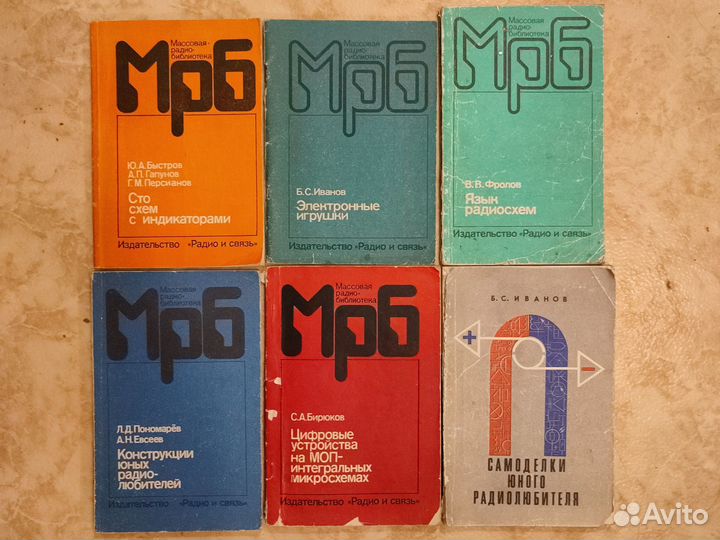 Массовая
радио-
библиотека
Мрб
Ю.А.Быстров
А.П.Гапунов
Г.М.Персианов
Сто
схем
с индикаторами
Издательство «Радио и связь»
Массовая
радио-
библиотека
Мрб
Б.С.Иванов
Электронные
игрушки
Издательство «Радио и связь»
Массовая
радио-
библиотека
Мрб
В.В.Фролов
Язык
радиосхем
Издательство «Радио и связь»
Массовая
радио-
библиотека
Мрб
Л.Д.Пономарёв
А.Н.Евсеев
Конструкции
юных
радио-
любителей
Издательство «Радио и связь»
Массовая
радио-
библиотека
Мрб
С.А.Бирюков
Цифровые
устройства
на МОП-
интегральных
микросхемах
Издательство «Радио и связь»
Б.С.ИВАНОВ
+
-
САМОДЕЛКИ
ЮНОГО
РАДИОЛЮБИТЕЛЯ
Avito